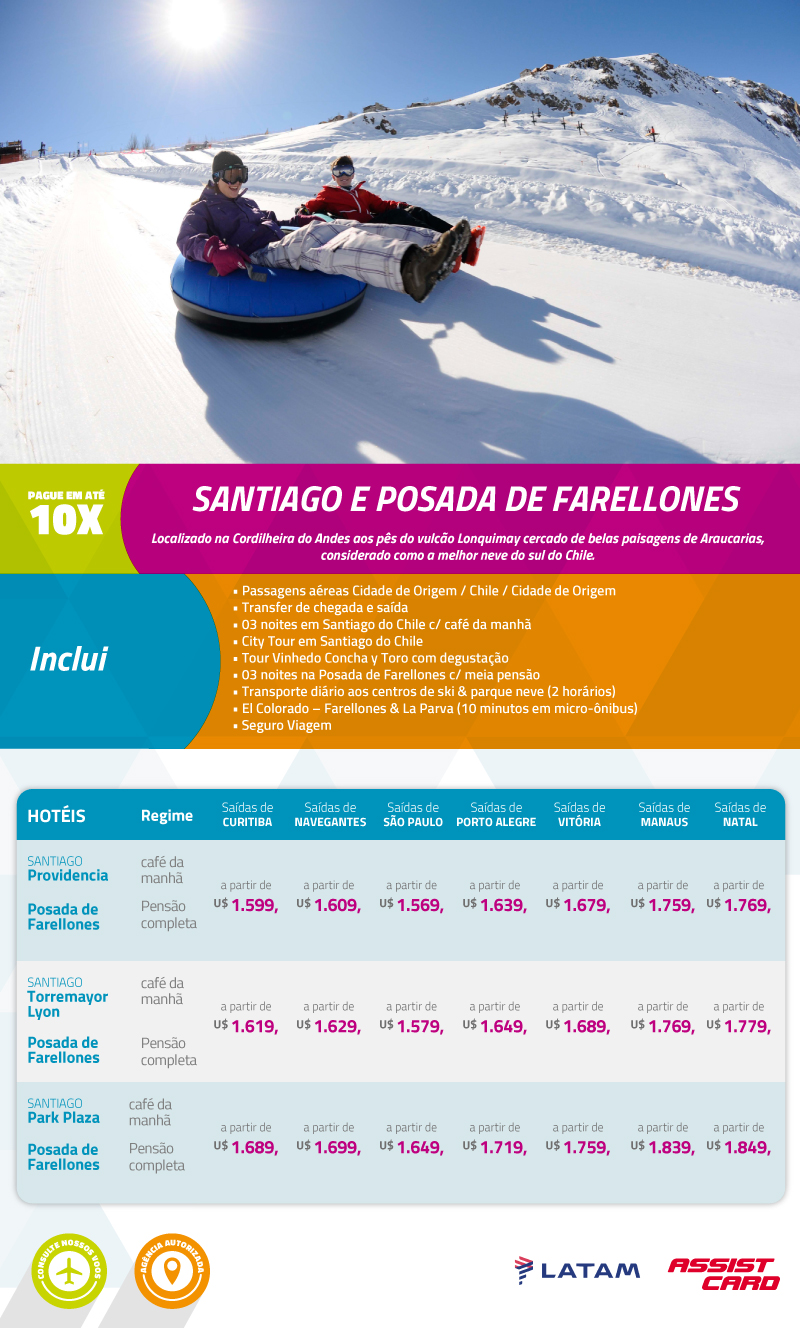 PAGUE EM ATÉ
10X
SANTIAGO E POSADA DE FARELLONES
Localizado na Cordilheira do Andes aos pês do vulcão Lonquimay cercado de belas paisagens de Araucarias,
considerado como a melhor neve do sul do Chile.
Inclui
• Passagens aéreas Cidade de Origem / Chile / Cidade de Origem
• Transfer de chegada e saída
• 03 noites em Santiago do Chile c/ café da manhã
• City Tour em Santiago do Chile
• Tour Vinhedo Concha y Toro com degustação
• 03 noites na Posada de Farellones c/ meia pensão
• Transporte diário aos centros de ski & parque neve (2 horários)
• El Colorado – Farellones & La Parva (10 minutos em micro-ônibus)
• Seguro Viagem
HOTÉIS Regime Saídas de CURITIBA Saídas de NAVEGANTES Saídas de SÃO PAULO Saídas de PORTO ALEGRE Saídas de VITÓRIA Saídas de MANAUS Saídas de NATAL
SANTIAGO café da
Providencia manhã
a partir de a partir de a partir de a partir de a partir de a partir de a partir de
Posada de Pensão U$ 1.599, U$ 1.609, U$ 1.569, U$ 1.639, U$ 1.679, U$ 1.759, U$ 1.769,
Farellones completa
SANTIAGO café da
Torremayor manhã
Lyon a partir de a partir de a partir de a partir de a partir de a partir de a partir de
U$ 1.619, U$ 1.629, U$ 1.579, U$ 1.649, U$ 1.689, U$ 1.769, U$ 1.779,
Posada de Pensão
Farellones completa
SANTIAGO café da
Park Plaza manhã
a partir de a partir de a partir de a partir de a partir de a partir de a partir de
Posada de Pensão U$ 1.689, U$ 1.699, U$ 1.649, U$ 1.719, U$ 1.759, U$ 1.839, U$ 1.849,
Farellones completa
CONSULTE NOSSOS VOOS
AGÊNCIA AUTORIZADA
LATAM
ASSIST
CARD